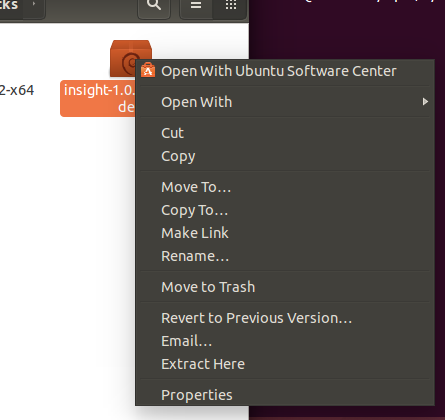 cks
2-x64
insight-1.0.
de
Open With Ubuntu Software Center
Open With
Cut
Copy
Move To…
Copy To…
Make Link
Rename…
Move to Trash
Revert to Previous Version…
Email…
Extract Here
Properties